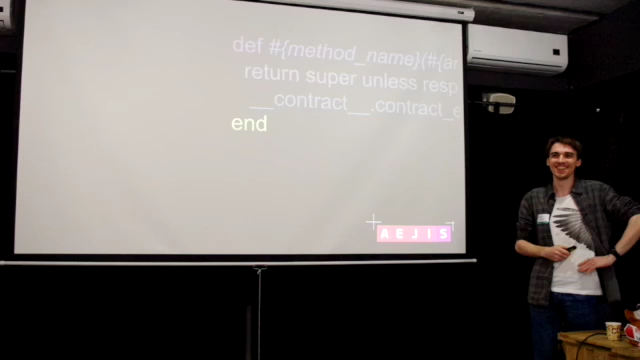 def #{method_name}(#{ar
return super unless resp
__contract__.contract_e
end
AEJIS